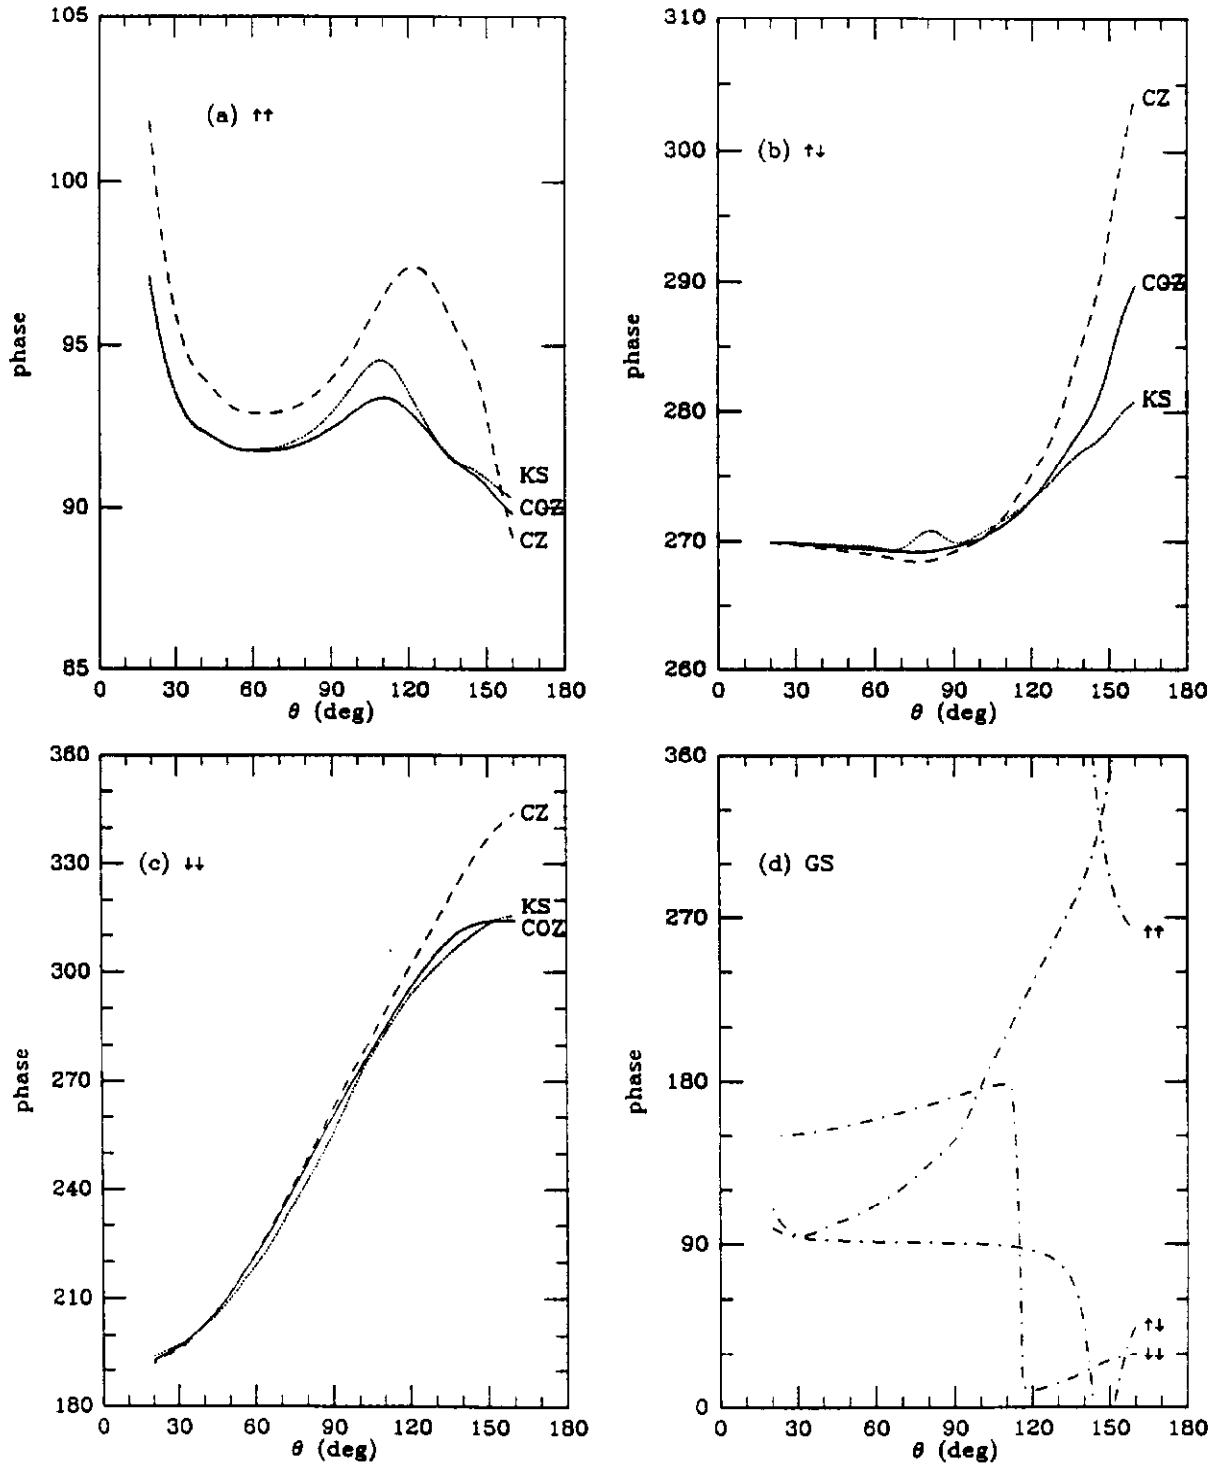 105
100
95
90
85
phase
(a) ↑↑
KS
COZ
CZ
0 30 60 90 120 150 180
θ (deg)
310
300
290
280
270
260
phase
(b) ↑↓
CZ
COZ
KS
0 30 60 90 120 150 180
θ (deg)
360
330
300
270
240
210
180
phase
(c) ↓↓
CZ
KS
COZ
0 30 60 90 120 150 180
θ (deg)
360
270
180
90
0
phase
(d) GS
↑↑
↑↓
↓↓
0 30 60 90 120 150 180
θ (deg)